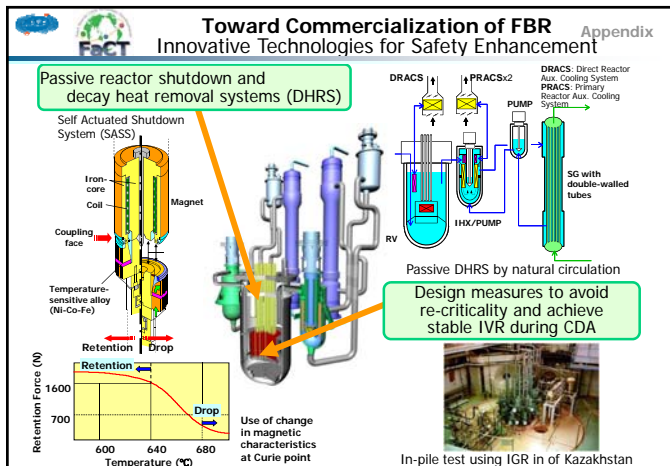 Toward Commercialization of FBR
Appendix
FaCT
Innovative Technologies for Safety Enhancement
Passive reactor shutdown and
decay heat removal systems (DHRS)
Self Actuated Shutdown
System (SASS)
Iron-
core
Coil
Magnet
Coupling
face
Temperature-
sensitive alloy
(Ni-Co-Fe)
Retention
Drop
DRACS
PRACSx2
DRACS: Direct Reactor
Aux. Cooling System
PRACS: Primary
Reactor Aux. Cooling
System
PUMP
SG with
double-walled
tubes
IHX/PUMP
RV
Passive DHRS by natural circulation
Design measures to avoid
re-criticality and achieve
stable IVR during CDA
Retention Force (N)
Retention
1600
700
Drop
600
640
680
Temperature (℃)
Use of change
in magnetic
characteristics
at Curie point
In-pile test using IGR in of Kazakhstan